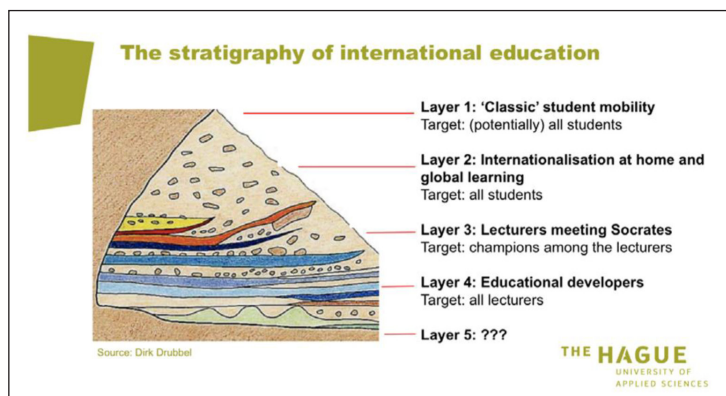 The stratigraphy of international education
Layer 1: ‘Classic’ student mobility
Target: (potentially) all students
Layer 2: Internationalisation at home and
global learning
Target: all students
Layer 3: Lecturers meeting Socrates
Target: champions among the lecturers
Layer 4: Educational developers
Target: all lecturers
Layer 5: ???
Source: Dirk Drubbel
THE HAGUE
UNIVERSITY OF
APPLIED SCIENCES